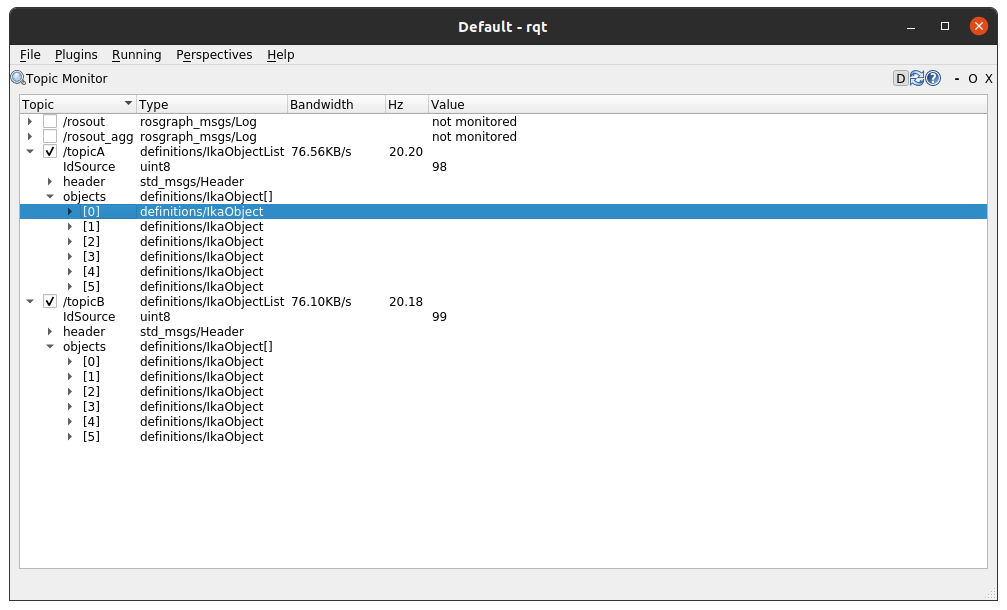 Default - rqt
File Plugins Running Perspectives Help
Topic Monitor D ? - O X
Topic Type Bandwidth Hz Value
/rosout rosgraph_msgs/Log not monitored
/rosout_agg rosgraph_msgs/Log not monitored
/topicA definitions/IkaObjectList 76.56KB/s 20.20
IdSource uint8 98
header std_msgs/Header
objects definitions/IkaObject[]
[0] definitions/IkaObject
[1] definitions/IkaObject
[2] definitions/IkaObject
[3] definitions/IkaObject
[4] definitions/IkaObject
[5] definitions/IkaObject
/topicB definitions/IkaObjectList 76.10KB/s 20.18
IdSource uint8 99
header std_msgs/Header
objects definitions/IkaObject[]
[0] definitions/IkaObject
[1] definitions/IkaObject
[2] definitions/IkaObject
[3] definitions/IkaObject
[4] definitions/IkaObject
[5] definitions/IkaObject